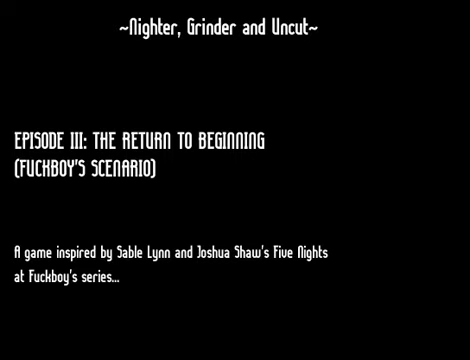 ~Nighter, Grinder and Uncut~
EPISODE III: THE RETURN TO BEGINNING
(FUCKBOY'S SCENARIO)
A game inspired by Sable Lynn and Joshua Shaw's Five Nights
at Fuckboy's series...